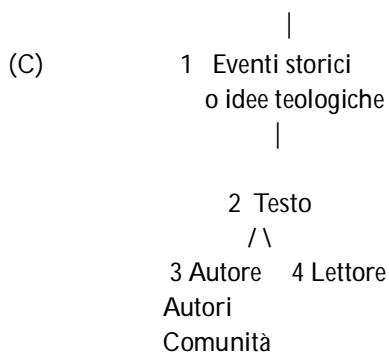 |
(C) 1 Eventi storici
o idee teologiche
|
2 Testo
/ \
3 Autore 4 Lettore
Autori
Comunità